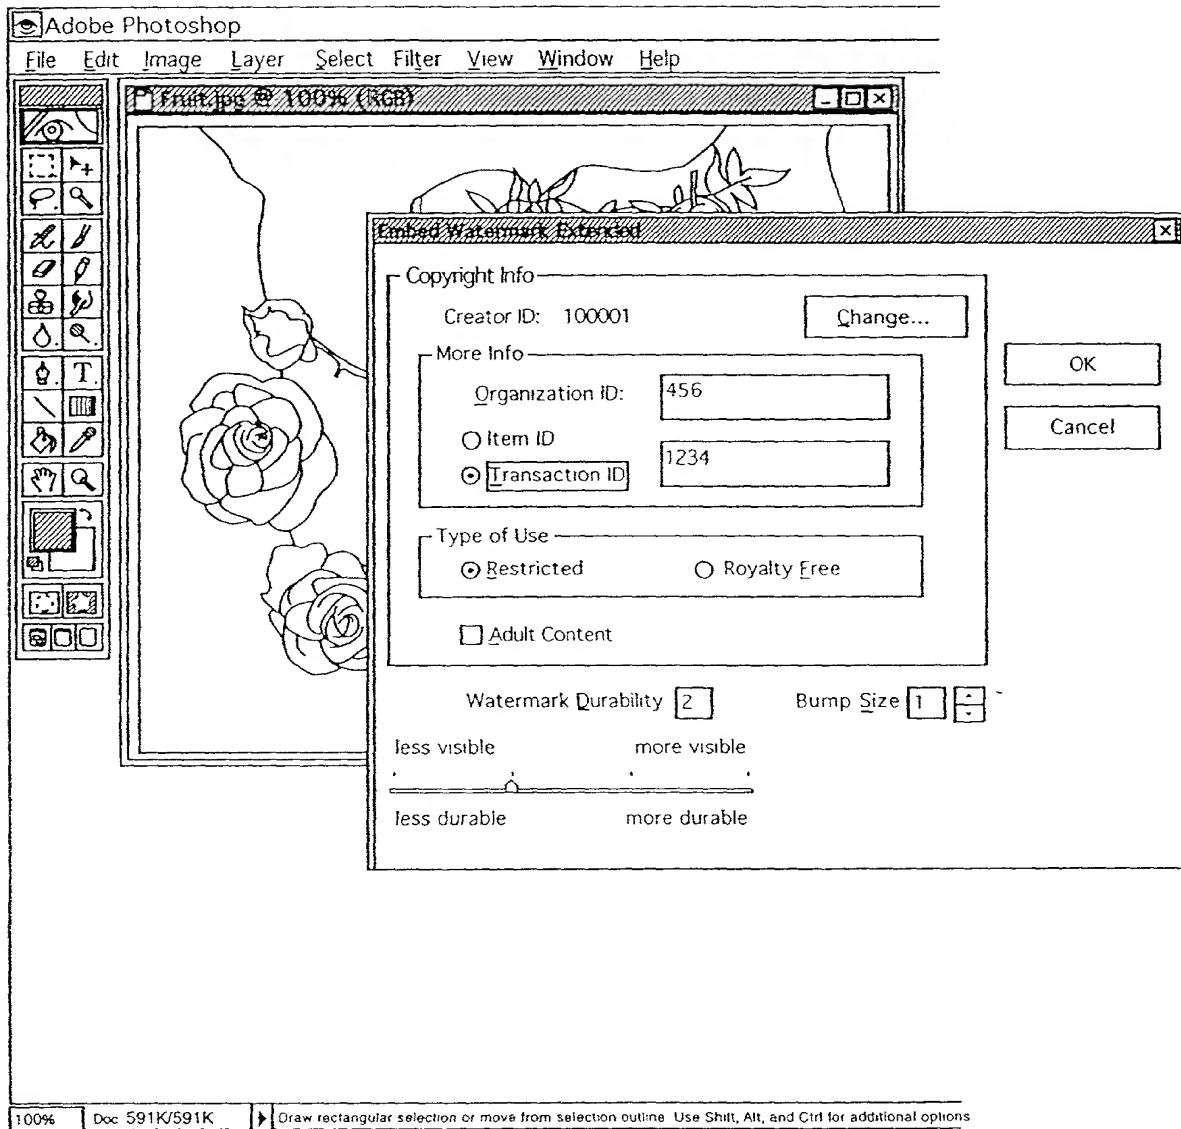 Adobe Photoshop
File Edit Image Layer Select Filter View Window Help
Fruit.jpg @ 100% (RGB)
Embed Watermark Extended
Copyright Info
Creator ID: 100001
Change...
More Info
OK
Organization ID: 456
Item ID
Cancel
Transaction ID 1234
Type of Use
Restricted Royalty Free
Adult Content
Watermark Durability 2 Bump Size 1
less visible more visible
less durable more durable
100% Doc 591K/591K Draw rectangular selection or move from selection outline Use Shift, Alt, and Ctrl for additional options